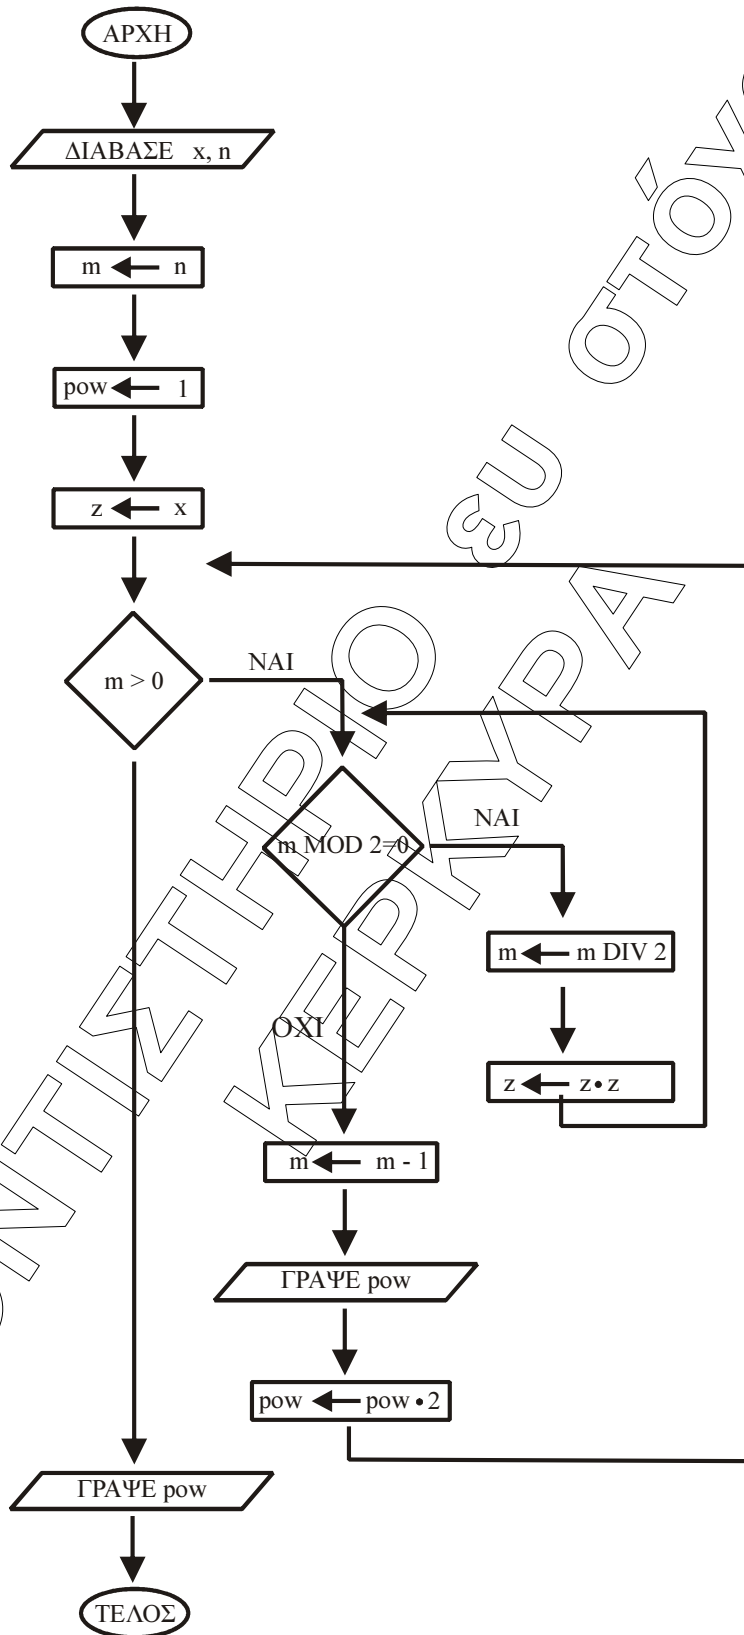 ΑΡΧΗ
ΔΙΑΒΑΣΕ x, n
m ← n
pow ← 1
z ← x
m > 0
ΝΑΙ
m MOD 2=0
ΝΑΙ
m ← m DIV 2
z ← z•z
ΟΧΙ
m ← m - 1
ΓΡΑΨΕ pow
pow ← pow • 2
ΓΡΑΨΕ pow
ΤΕΛΟΣ
ΚΕΡΚΥΡΑ